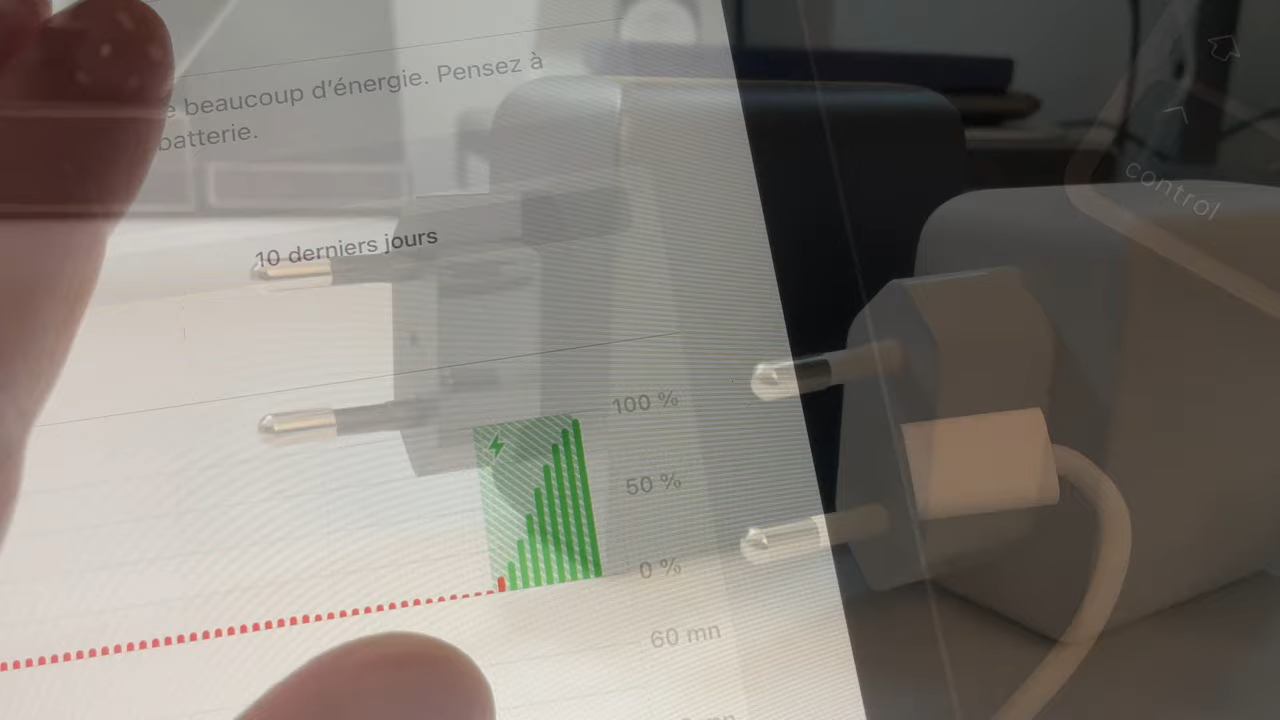 beaucoup d'énergie. Pensez à
batterie.
10 derniers jours
100 %
50 %
0 %
60 mn
control